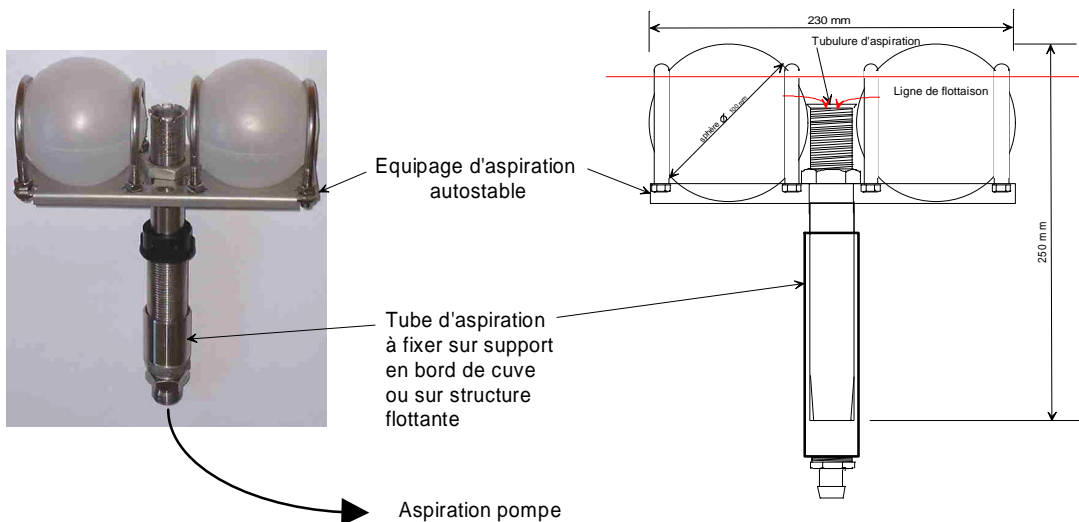 230 mm
Tubulure d'aspiration
Ligne de flottaison
sphère Ø 100 mm
250 mm
Equipage d'aspiration
autostable
Tube d'aspiration
à fixer sur support
en bord de cuve
ou sur structure
flottante
Aspiration pompe